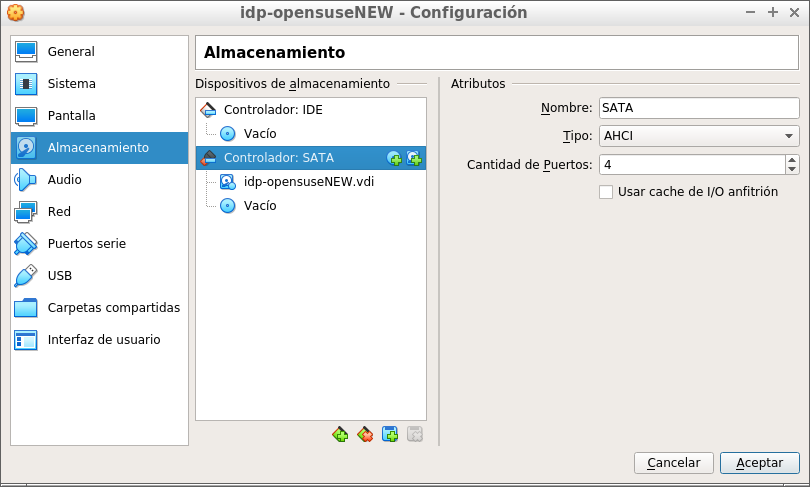 idp-opensuseNEW - Configuración
General
Sistema
Pantalla
Almacenamiento
Audio
Red
Puertos serie
USB
Carpetas compartidas
Interfaz de usuario
Almacenamiento
Dispositivos de almacenamiento
Controlador: IDE
Vacío
Controlador: SATA
idp-opensuseNEW.vdi
Vacío
Atributos
Nombre: SATA
Tipo: AHCI
Cantidad de Puertos: 4
Usar cache de I/O anfitrión
Cancelar Aceptar